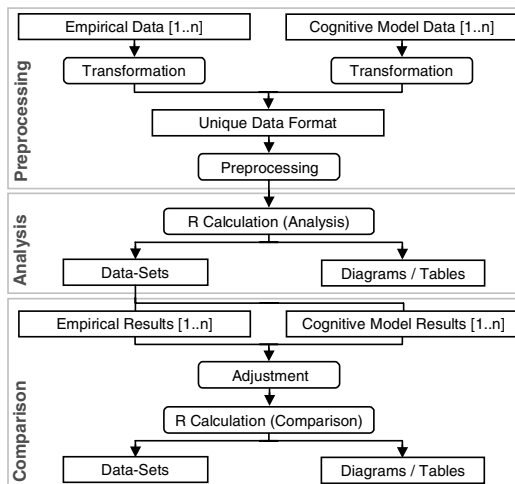 Preprocessing
Empirical Data [1..n]
Cognitive Model Data [1..n]
Transformation
Transformation
Unique Data Format
Preprocessing
Analysis
R Calculation (Analysis)
Data-Sets
Diagrams / Tables
Comparison
Empirical Results [1..n]
Cognitive Model Results [1..n]
Adjustment
R Calculation (Comparison)
Data-Sets
Diagrams / Tables